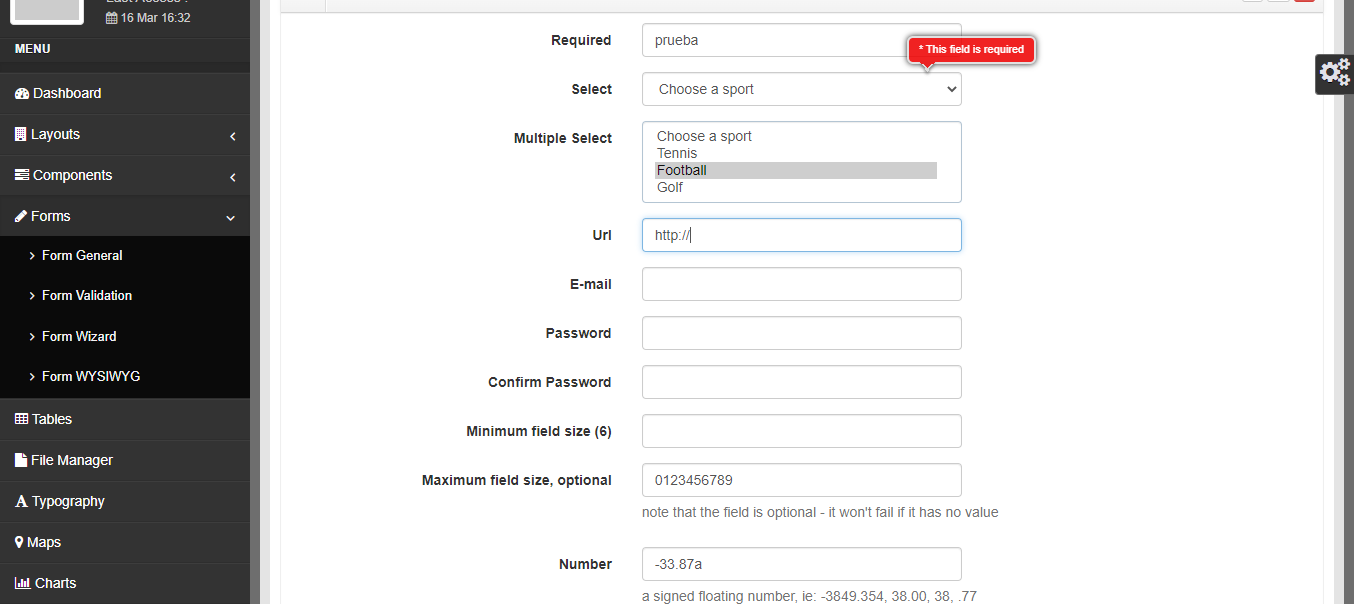 Last Access :
16 Mar 16:32
MENU
Dashboard
Layouts
Components
Forms
Form General
Form Validation
Form Wizard
Form WYSIWYG
Tables
File Manager
Typography
Maps
Charts
Required
prueba
* This field is required
Select
Choose a sport
Multiple Select
Choose a sport
Tennis
Football
Golf
Url
http://
E-mail
Password
Confirm Password
Minimum field size (6)
Maximum field size, optional
0123456789
note that the field is optional - it won't fail if it has no value
Number
-33.87a
a signed floating number, ie: -3849.354, 38.00, 38, .77